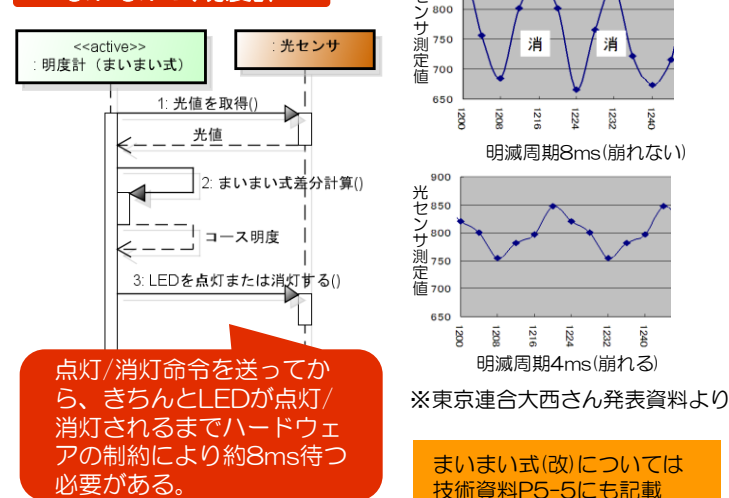 <<active>>
: 明度計（まいまい式）
: 光センサ
1: 光値を取得()
光値
2: まいまい式差分計算()
コース明度
3: LEDを点灯または消灯する()
点灯/消灯命令を送ってか
ら、きちんとLEDが点灯/
消灯されるまでハードウェ
アの制約により約8ms待つ
必要がある。
ンサ測定値
800
750
700
650
消
消
1200
1208
1216
1224
1232
1240
明滅周期8ms(崩れない)
光センサ測定値
900
850
800
750
700
650
1200
1208
1216
1224
1232
1240
明滅周期4ms(崩れる)
※東京連合大西さん発表資料より
まいまい式(改)については
技術資料P5-5にも記載